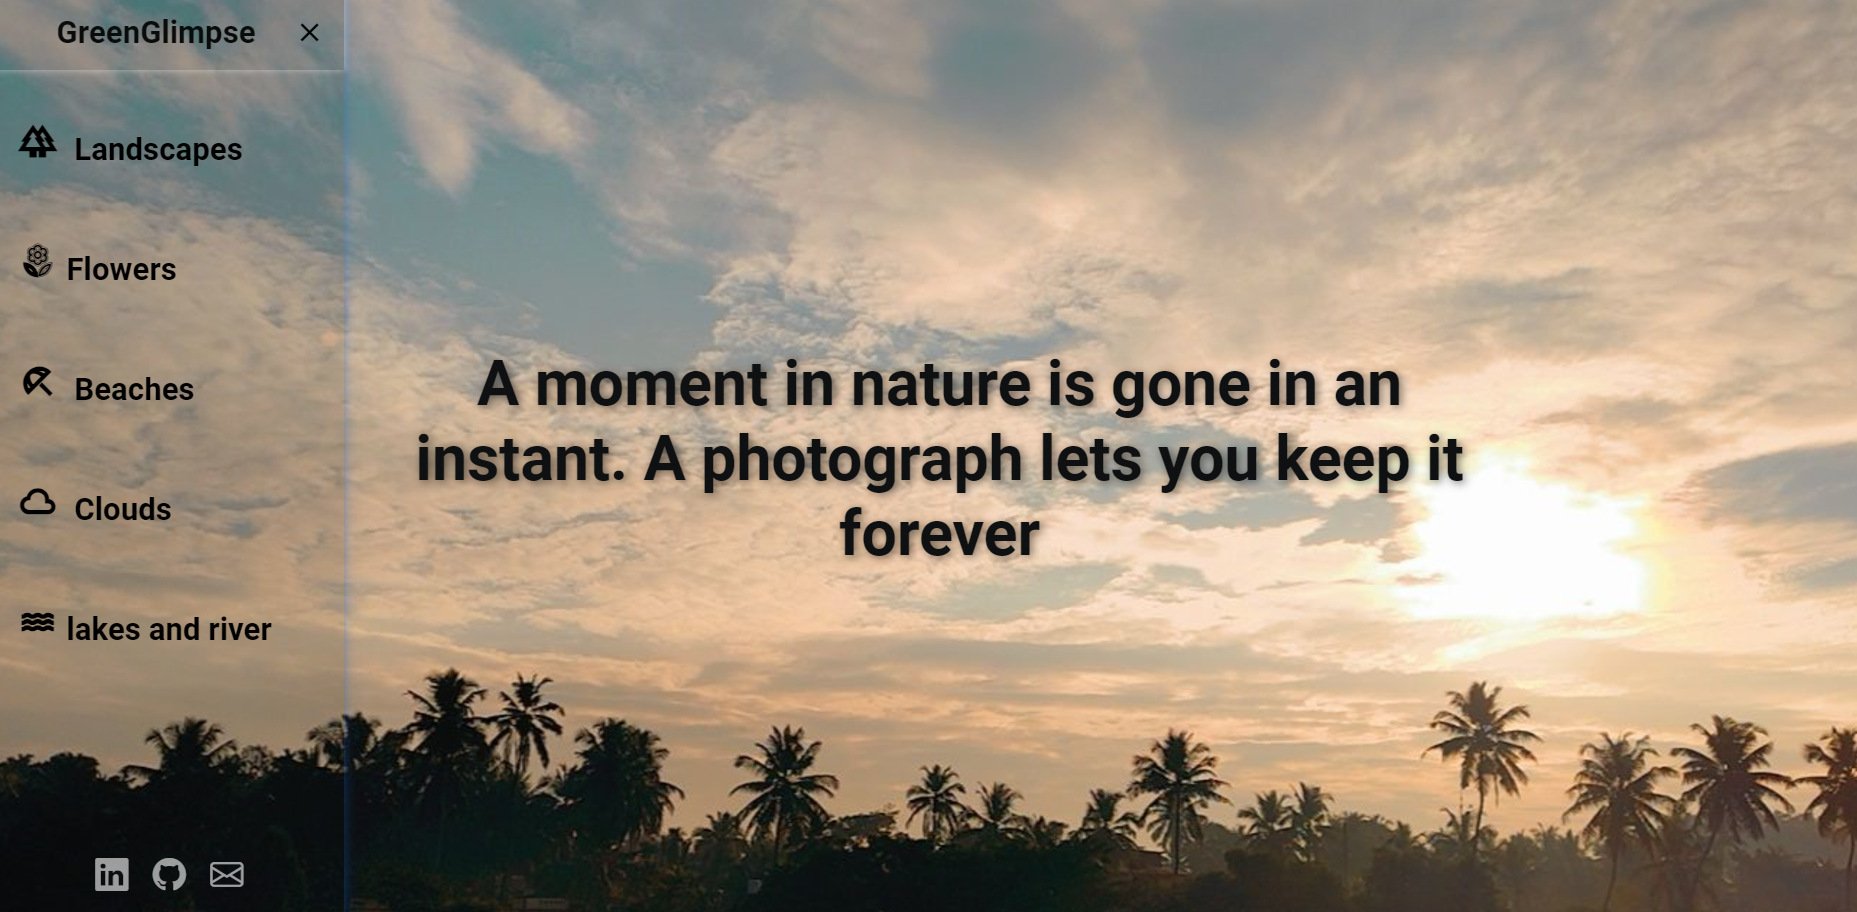 GreenGlimpse
Landscapes
Flowers
Beaches
Clouds
lakes and river
A moment in nature is gone in an
instant. A photograph lets you keep it
forever
in